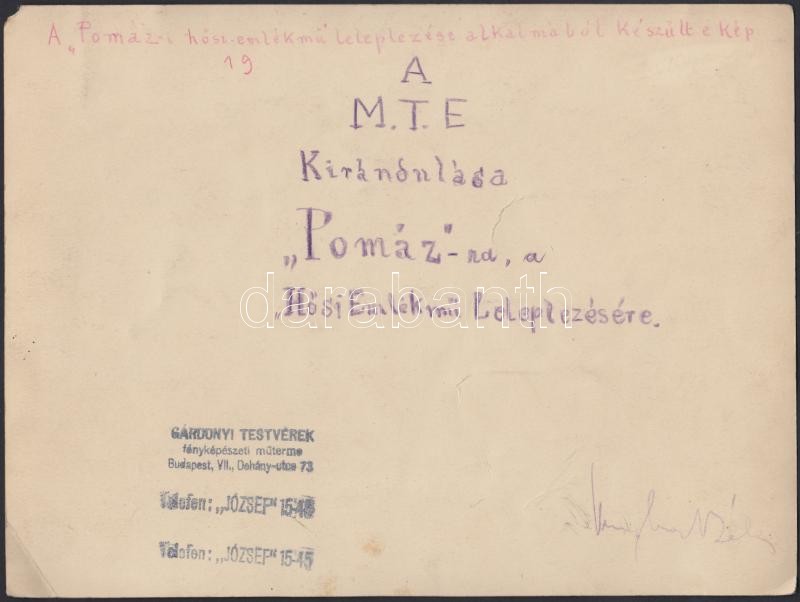 A „Pomáz-i hősi-emlékmű leleplezése alkalmából készült e kép
19
A
M.T.E
Kirándulása
„Pomáz"-ra, a
„Hősi Emlékmű Leleplezésére.
darabanth
GÁRDONYI TESTVÉREK
fényképészeti műterme
Budapest, VII., Dohány-utca 73
Telefon: „JÓZSEF" 15-45
Telefon: „JÓZSEF" 15-45
Béla